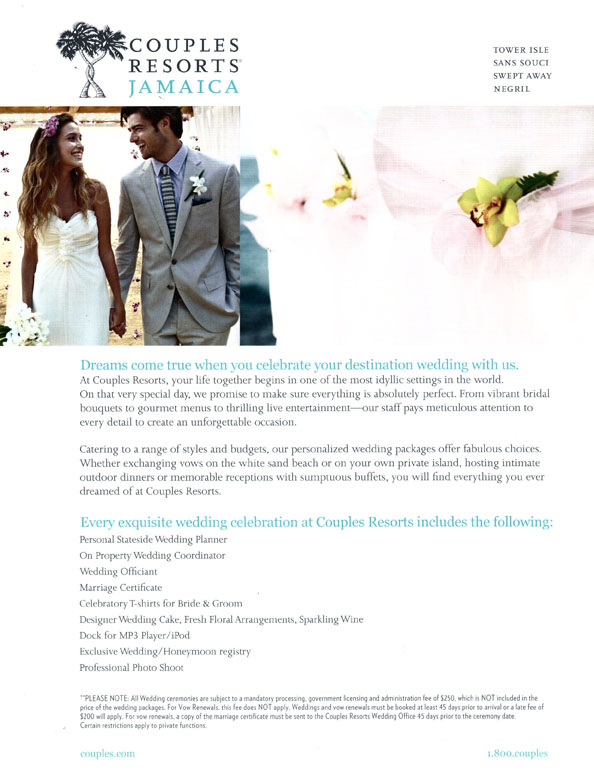 COUPLES
RESORTS®
JAMAICA
TOWER ISLE
SANS SOUCI
SWEPT AWAY
NEGRIL
Dreams come true when you celebrate your destination wedding with us.
At Couples Resorts, your life together begins in one of the most idyllic settings in the world.
On that very special day, we promise to make sure everything is absolutely perfect. From vibrant bridal
bouquets to gourmet menus to thrilling live entertainment—our staff pays meticulous attention to
every detail to create an unforgettable occasion.
Catering to a range of styles and budgets, our personalized wedding packages offer fabulous choices.
Whether exchanging vows on the white sand beach or on your own private island, hosting intimate
outdoor dinners or memorable receptions with sumptuous buffets, you will find everything you ever
dreamed of at Couples Resorts.
Every exquisite wedding celebration at Couples Resorts includes the following:
Personal Stateside Wedding Planner
On Property Wedding Coordinator
Wedding Officiant
Marriage Certificate
Celebratory T-shirts for Bride & Groom
Designer Wedding Cake, Fresh Floral Arrangements, Sparkling Wine
Dock for MP3 Player/iPod
Exclusive Wedding/Honeymoon registry
Professional Photo Shoot
**PLEASE NOTE: All Wedding ceremonies are subject to a mandatory processing, government licensing and administration fee of $250, which is NOT included in the
price of the wedding packages. For Vow Renewals, this fee does NOT apply. Weddings and vow renewals must be booked at least 45 days prior to arrival or a late fee of
$200 will apply. For vow renewals, a copy of the marriage certificate must be sent to the Couples Resorts Wedding Office 45 days prior to the ceremony date.
Certain restrictions apply to private functions.
couples.com
1.800.couples